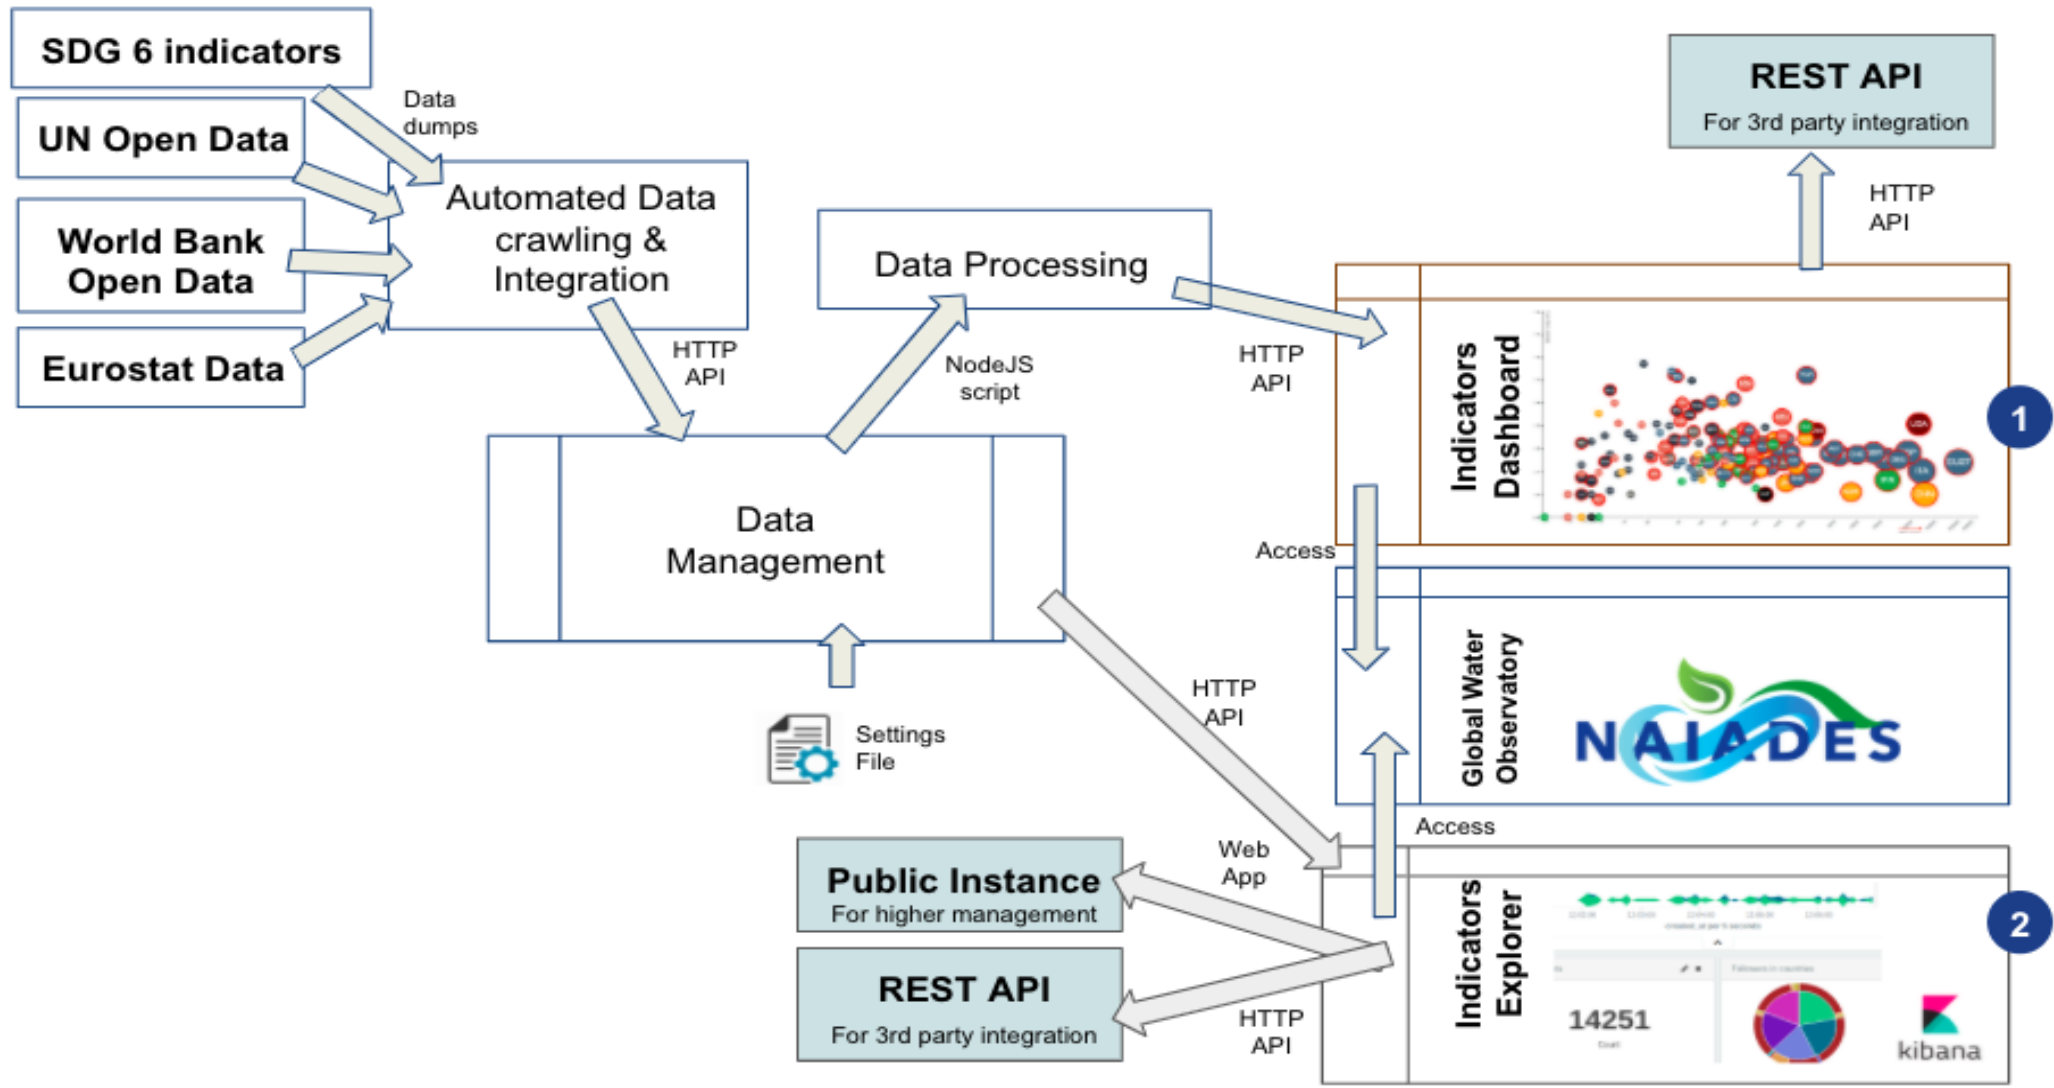 SDG 6 indicators
UN Open Data
World Bank
Open Data
Eurostat Data
Data
dumps
Automated Data
crawling &
Integration
HTTP
API
Data Processing
NodeJS
script
HTTP
API
Data
Management
Settings
File
REST API
For 3rd party integration
HTTP
API
Indicators
Dashboard
1
Access
Global Water
Observatory
NAIADES
HTTP
API
Access
Web
App
Public Instance
For higher management
REST API
For 3rd party integration
HTTP
API
Indicators
Explorer
2
14251
Count
kibana